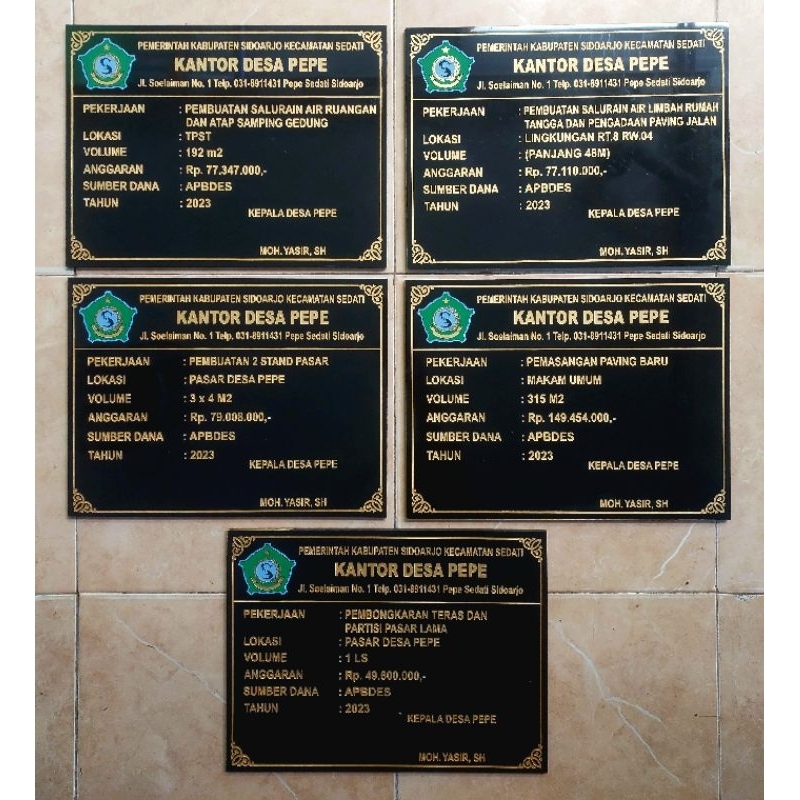 PEMERINTAH KABUPATEN SIDOARJO KECAMATAN SEDATI
KANTOR DESA PEPE
Jl. Soelaiman No. 1 Telp. 031-8911431 Pepe Sedati Sidoarjo
PEKERJAAN : PEMBUATAN SALURAIN AIR RUANGAN
DAN ATAP SAMPING GEDUNG
LOKASI : TPST
VOLUME : 192 m2
ANGGARAN : Rp. 77.347.000,-
SUMBER DANA : APBDES
TAHUN : 2023
KEPALA DESA PEPE
MOH. YASIR, SH
PEMERINTAH KABUPATEN SIDOARJO KECAMATAN SEDATI
KANTOR DESA PEPE
Jl. Soelaiman No. 1 Telp. 031-8911431 Pepe Sedati Sidoarjo
PEKERJAAN : PEMBUATAN SALURAIN AIR LIMBAH RUMAH
TANGGA DAN PENGADAAN PAVING JALAN
LOKASI : LINGKUNGAN RT.8 RW.04
VOLUME : (PANJANG 48M)
ANGGARAN : Rp. 77.110.000,-
SUMBER DANA : APBDES
TAHUN : 2023
KEPALA DESA PEPE
MOH. YASIR, SH
PEMERINTAH KABUPATEN SIDOARJO KECAMATAN SEDATI
KANTOR DESA PEPE
Jl. Soelaiman No. 1 Telp. 031-8911431 Pepe Sedati Sidoarjo
PEKERJAAN : PEMBUATAN 2 STAND PASAR
LOKASI : PASAR DESA PEPE
VOLUME : 3 x 4 M2
ANGGARAN : Rp. 79.008.000,-
SUMBER DANA : APBDES
TAHUN : 2023
KEPALA DESA PEPE
MOH. YASIR, SH
PEMERINTAH KABUPATEN SIDOARJO KECAMATAN SEDATI
KANTOR DESA PEPE
Jl. Soelaiman No. 1 Telp. 031-8911431 Pepe Sedati Sidoarjo
PEKERJAAN : PEMASANGAN PAVING BARU
LOKASI : MAKAM UMUM
VOLUME : 315 M2
ANGGARAN : Rp. 149.454.000,-
SUMBER DANA : APBDES
TAHUN : 2023
KEPALA DESA PEPE
MOH. YASIR, SH
PEMERINTAH KABUPATEN SIDOARJO KECAMATAN SEDATI
KANTOR DESA PEPE
Jl. Soelaiman No. 1 Telp. 031-8911431 Pepe Sedati Sidoarjo
PEKERJAAN : PEMBONGKARAN TERAS DAN
PARTISI PASAR LAMA
LOKASI : PASAR DESA PEPE
VOLUME : 1 LS
ANGGARAN : Rp. 49.600.000,-
SUMBER DANA : APBDES
TAHUN : 2023
KEPALA DESA PEPE
MOH. YASIR, SH